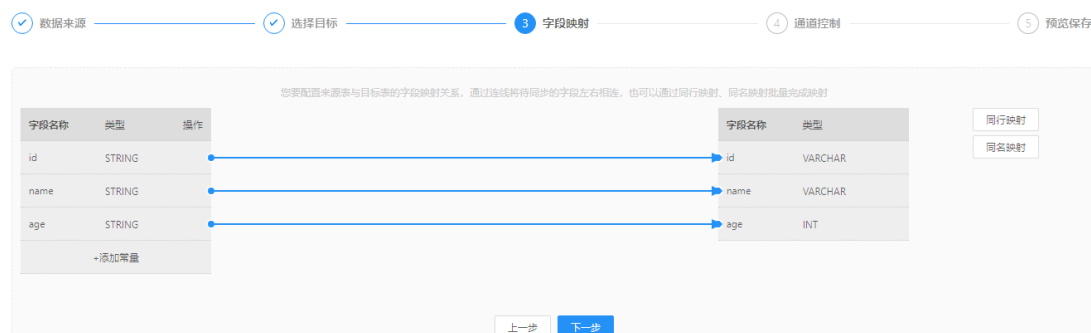 数据来源 选择目标 3 字段映射 4 通道控制 5 预览保存
您要配置来源表与目标表的字段映射关系，通过连线将待同步的字段左右相连，也可以通过同行映射、同名映射批量完成映射
字段名称 类型 操作 字段名称 类型 同行映射
同名映射
id STRING id VARCHAR
name STRING name VARCHAR
age STRING age INT
+添加常量
上一步 下一步